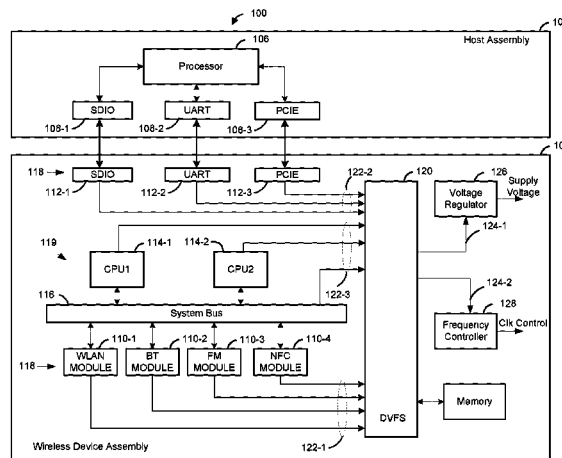 100
10
106
Host Assembly
Processor
SDIO
UART
PCIE
108-1
108-2
108-3
10
118
SDIO
UART
PCIE
122-2
120
126
112-1
112-2
112-3
Voltage Regulator
Supply Voltage
119
114-1
114-2
124-1
CPU1
CPU2
122-3
124-2
116
128
System Bus
Frequency Controller
Clk Control
110-1
110-2
110-3
110-4
118
WLAN MODULE
BT MODULE
FM MODULE
NFC MODULE
Memory
DVFS
Wireless Device Assembly
122-1